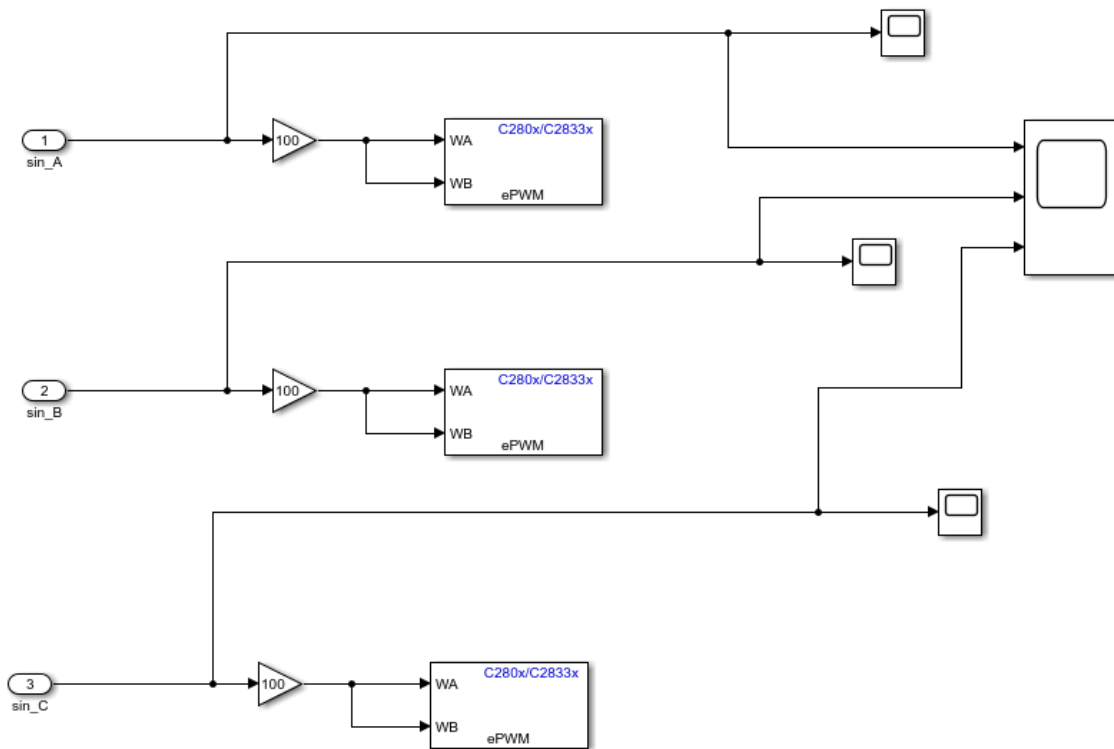 1
sin_A
100
C280x/C2833x
WA
WB
ePWM
2
sin_B
100
C280x/C2833x
WA
WB
ePWM
3
sin_C
100
C280x/C2833x
WA
WB
ePWM